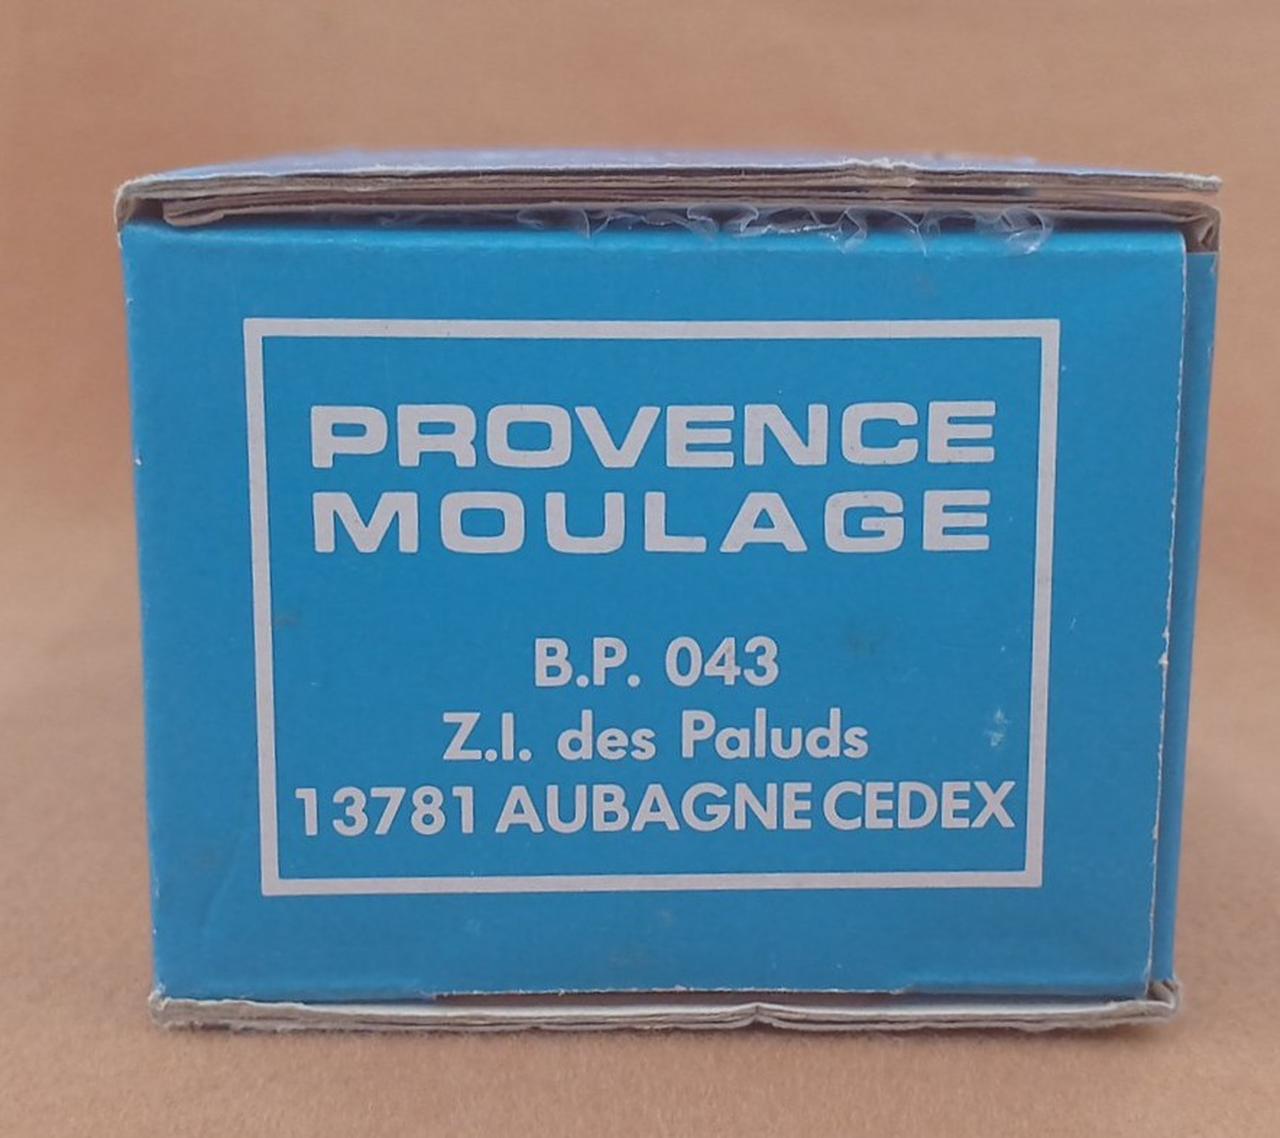 PROVENCE
MOULAGE
B.P. 043
Z.I. des Paluds
13781 AUBAGNE CEDEX